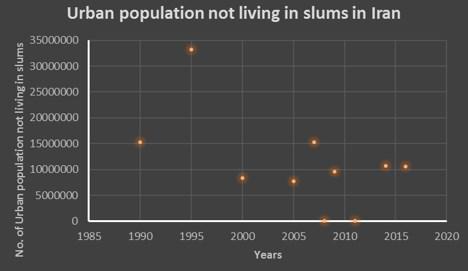 Urban population not living in slums in Iran
No. of Urban population not living in slums
35000000
30000000
25000000
20000000
15000000
10000000
5000000
0
1985 1990 1995 2000 2005 2010 2015 2020
Years